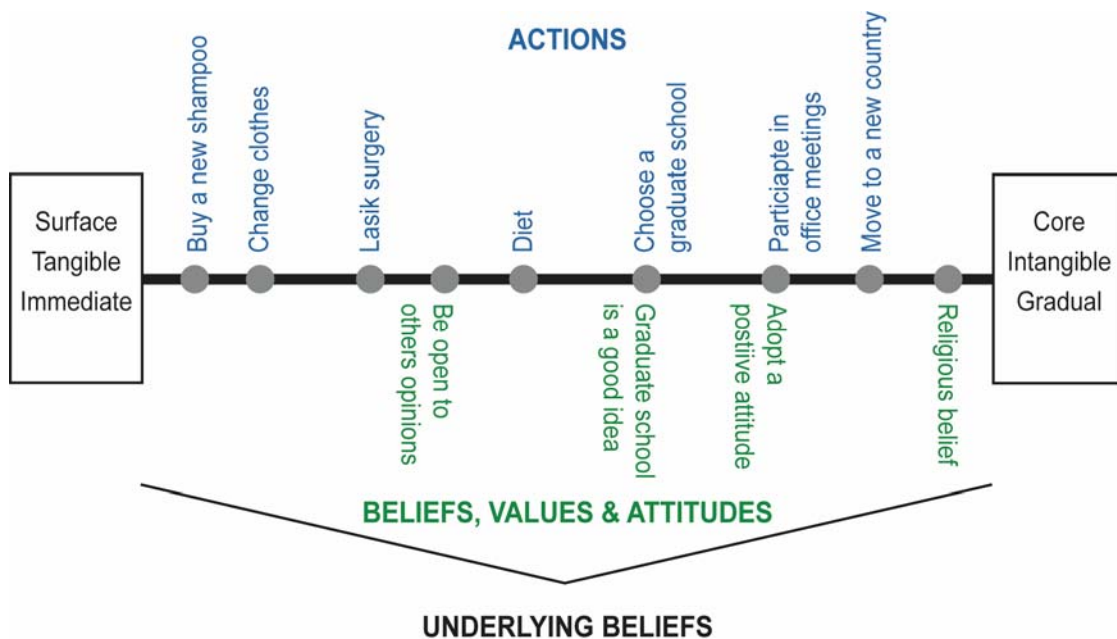 ACTIONS
Buy a new shampoo
Change clothes
Lasik surgery
Diet
Choose a
graduate school
Particiapte in
office meetings
Move to a new country
Surface
Tangible
Immediate
Core
Intangible
Gradual
Be open to
others opinions
Graduate school
is a good idea
Adopt a
postiive attitude
Religious belief
BELIEFS, VALUES & ATTITUDES
UNDERLYING BELIEFS